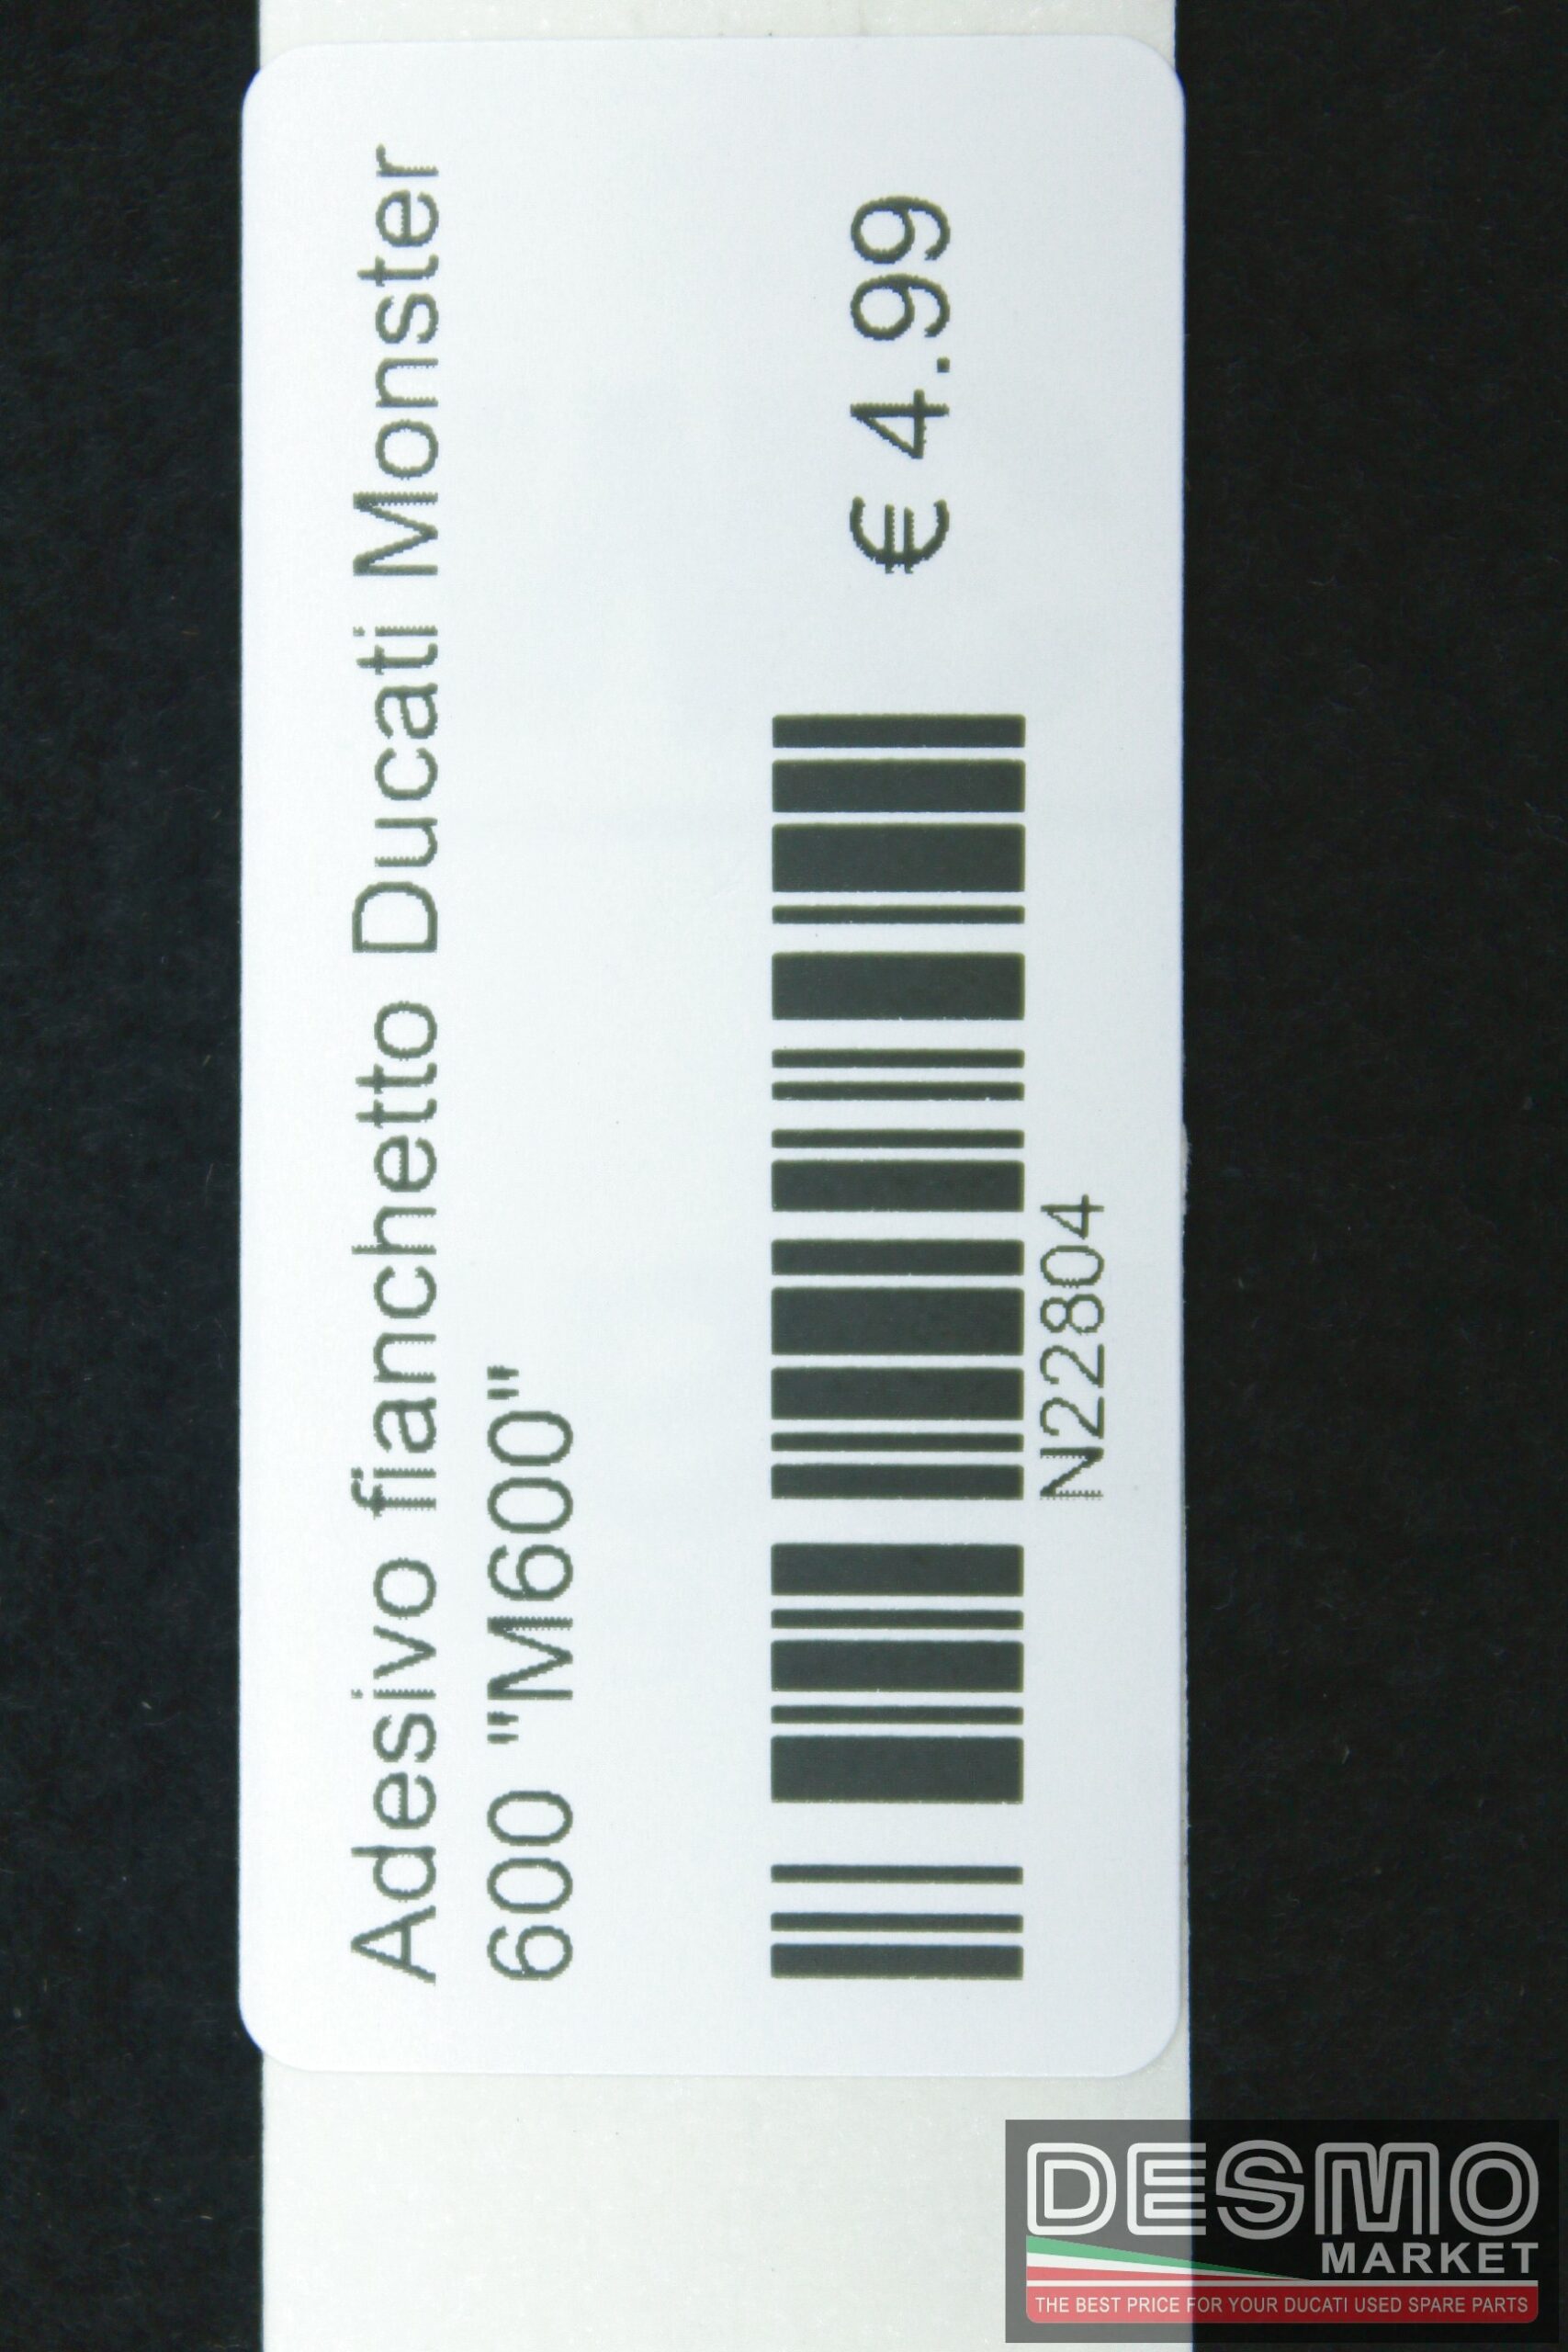 Adesivo fianchetto Ducati Monster
600 "M600"
€ 4.99
N22804
DESMO
MARKET
THE BEST PRICE FOR YOUR DUCATI USED SPARE PARTS